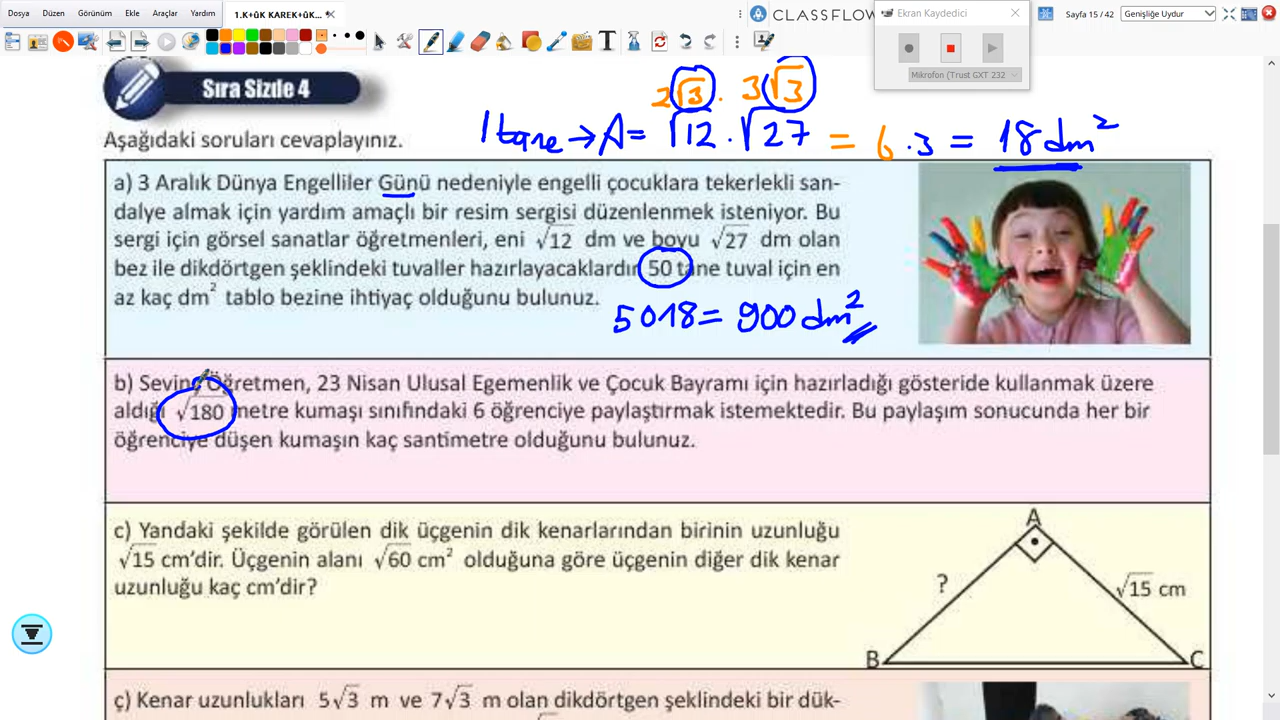 Dosya Düzen Görünüm Ekle Araçlar Yardım
1.K+ûK KAREK+ûK...
CLASSFLOW
Ekran Kaydedici
Sayfa 15 / 42
Genişliğe Uydur
Mikrofon (Trust GXT 232
Sıra Sizde 4
2√3 . 3√3
1 tane → A = √12 . √27 = 6 . 3 = 18 dm²
Aşağıdaki soruları cevaplayınız.
a) 3 Aralık Dünya Engelliler Günü nedeniyle engelli çocuklara tekerlekli san-
dalye almak için yardım amaçlı bir resim sergisi düzenlenmek isteniyor. Bu
sergi için görsel sanatlar öğretmenleri, eni √12 dm ve boyu √27 dm olan
bez ile dikdörtgen şeklindeki tuvaller hazırlayacaklardır 50 tane tuval için en
az kaç dm² tablo bezine ihtiyaç olduğunu bulunuz.
50.18 = 900 dm²
b) Sevinç Öğretmen, 23 Nisan Ulusal Egemenlik ve Çocuk Bayramı için hazırladığı gösteride kullanmak üzere
aldığı √180 metre kumaşı sınıfındaki 6 öğrenciye paylaştırmak istemektedir. Bu paylaşım sonucunda her bir
öğrenciye düşen kumaşın kaç santimetre olduğunu bulunuz.
c) Yandaki şekilde görülen dik üçgenin dik kenarlarından birinin uzunluğu
√15 cm'dir. Üçgenin alanı √60 cm² olduğuna göre üçgenin diğer dik kenar
uzunluğu kaç cm'dir?
A
?
√15 cm
B
C
ç) Kenar uzunlukları 5√3 m ve 7√3 m olan dikdörtgen şeklindeki bir dük-